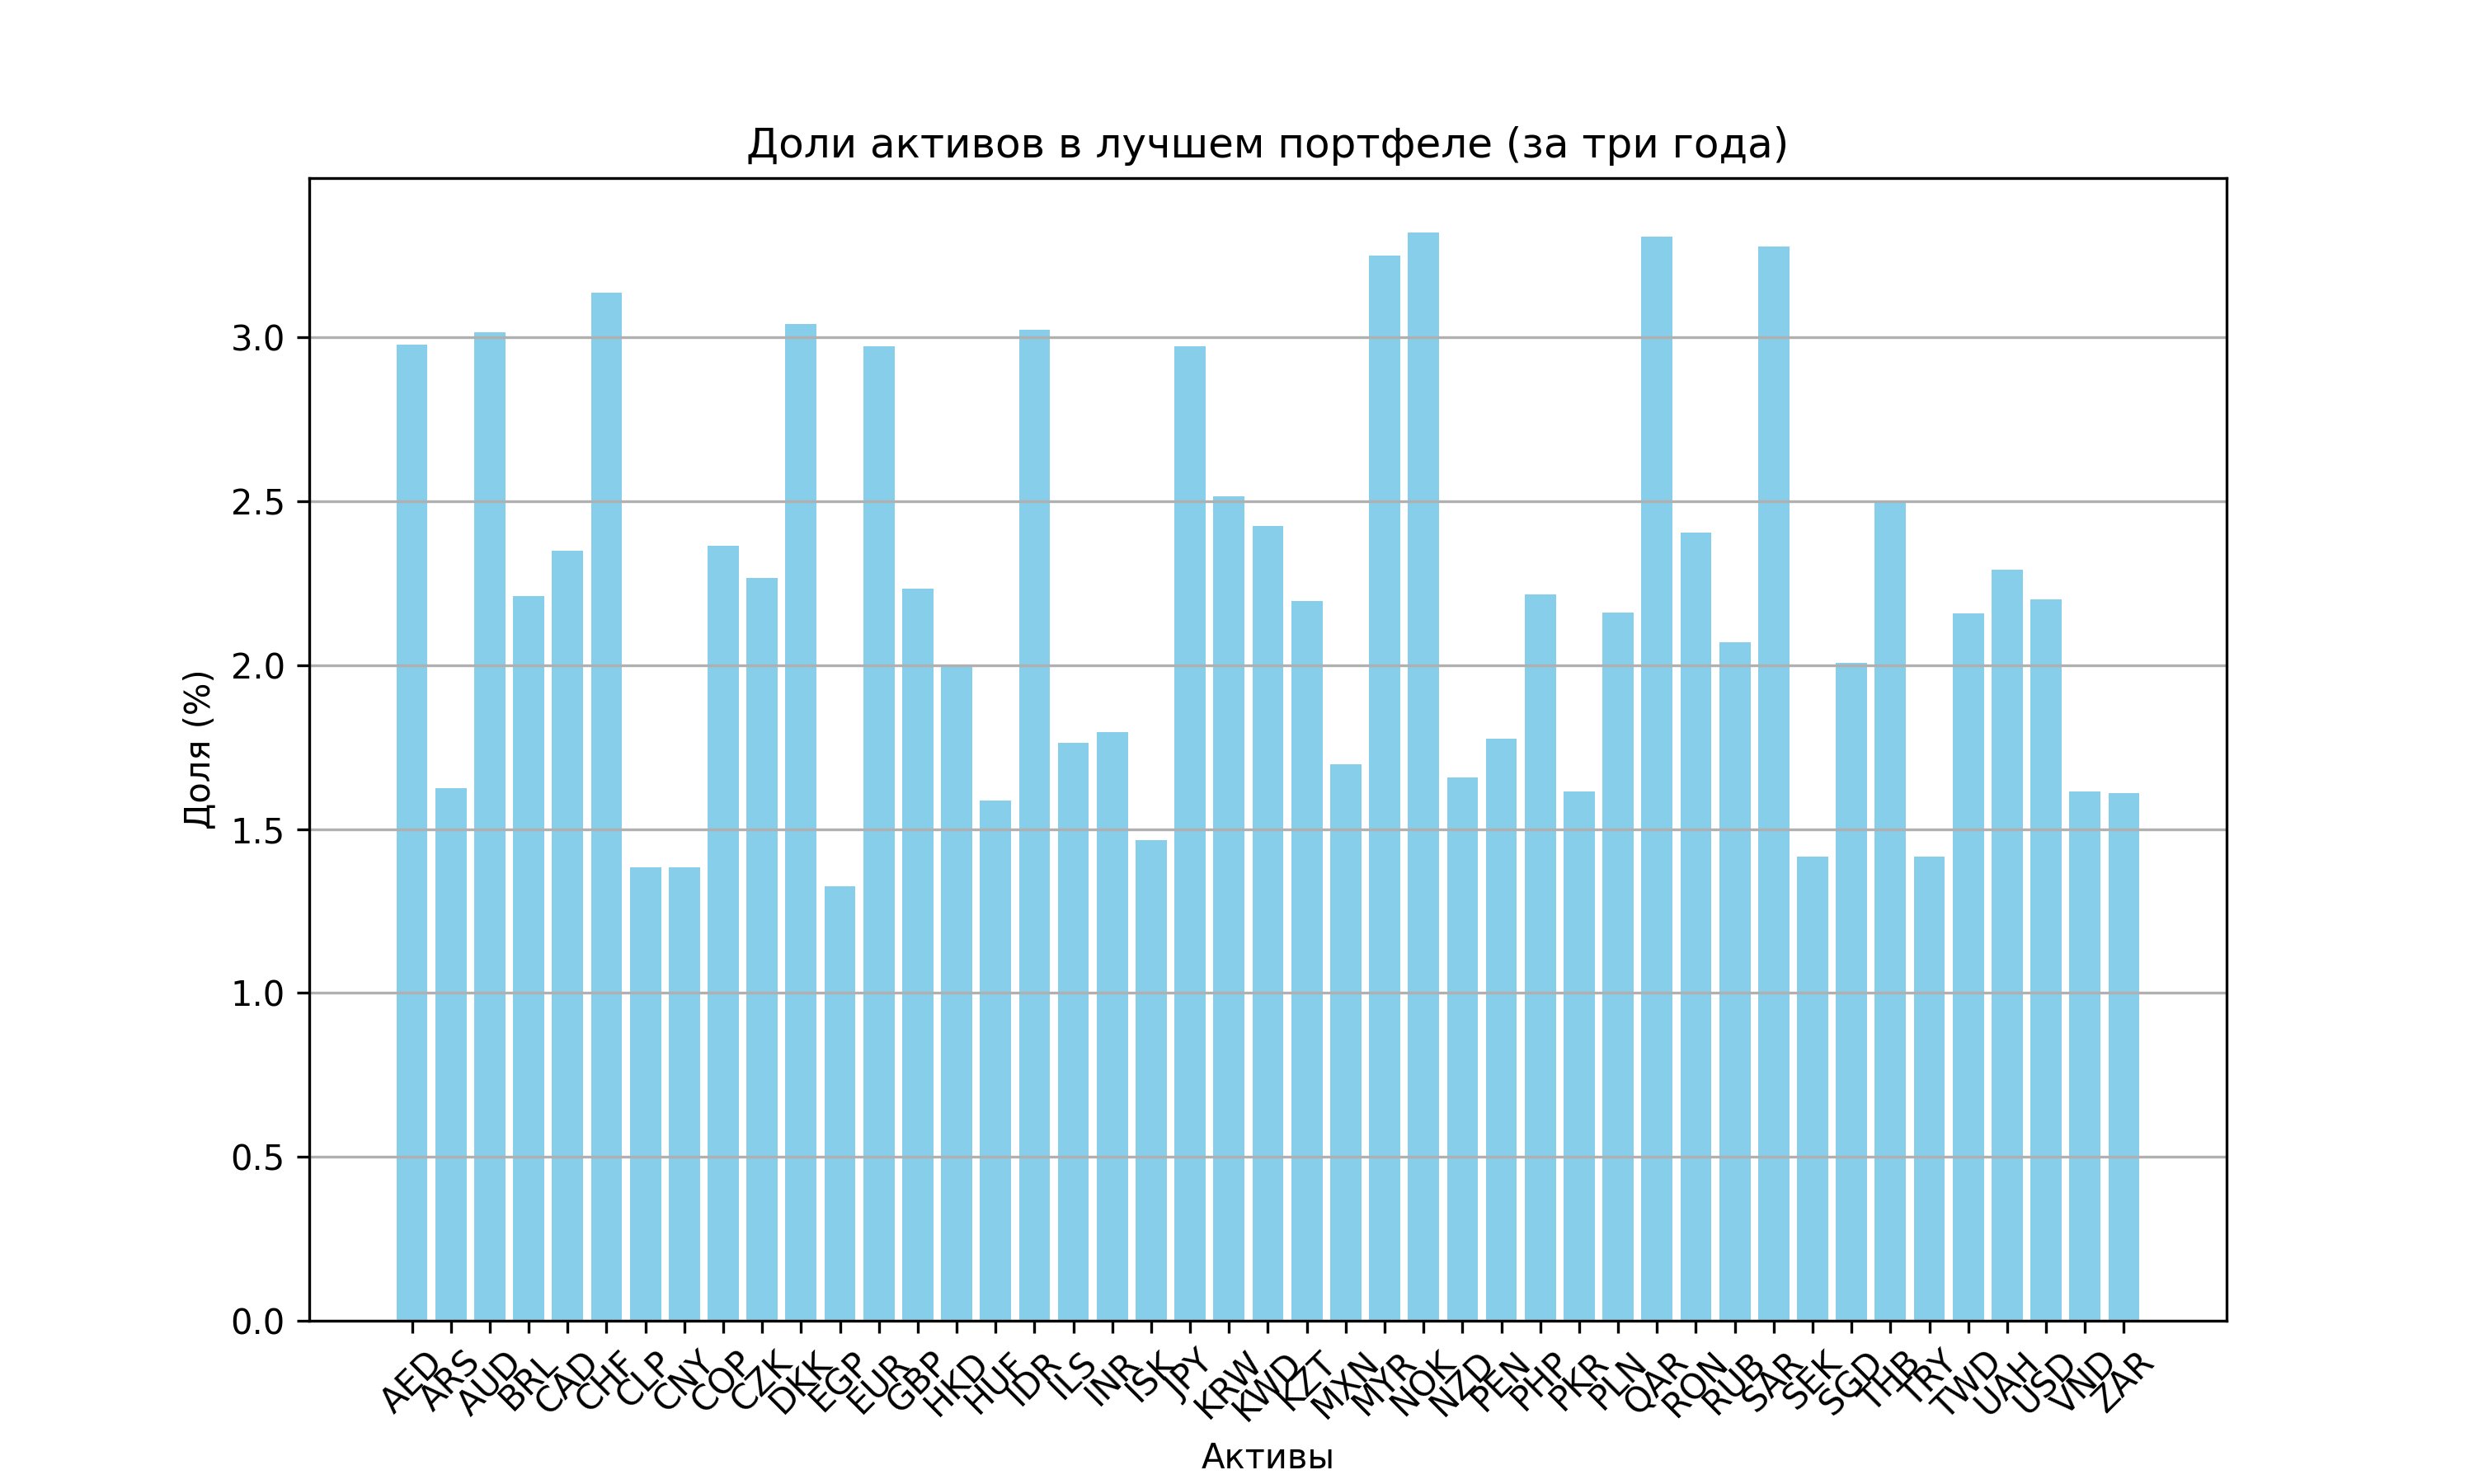 Доли активов в лучшем портфеле (за три года)
Доля (%)
3.0
2.5
2.0
1.5
1.0
0.5
0.0
AED ARS AUD BRL CAD CHF CLP CNY COP CZK DKK EGP EUR GBP HKD HUF IDR ILS INR ISK JPY KRW KWD KZT MXN MYR NOK NZD PEN PHP PKR PLN QAR RON RUB SAR SEK SGD THB TRY TWD UAH USD VND ZAR
Активы